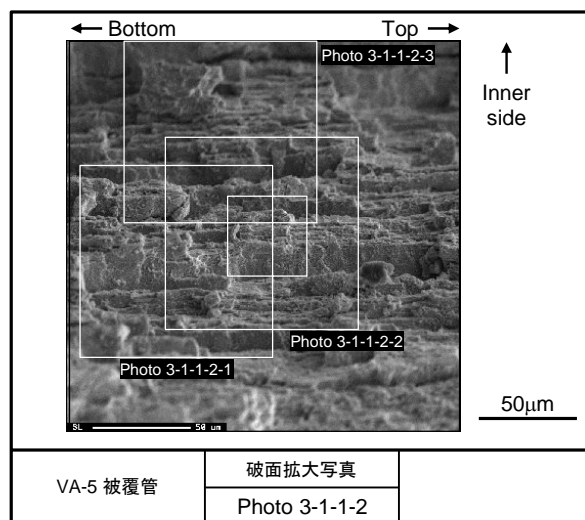 ← Bottom Top →
Photo 3-1-1-2-3
Inner
side
Photo 3-1-1-2-2
Photo 3-1-1-2-1
SL 50 µm
50µm
VA-5 被覆管
破面拡大写真
Photo 3-1-1-2